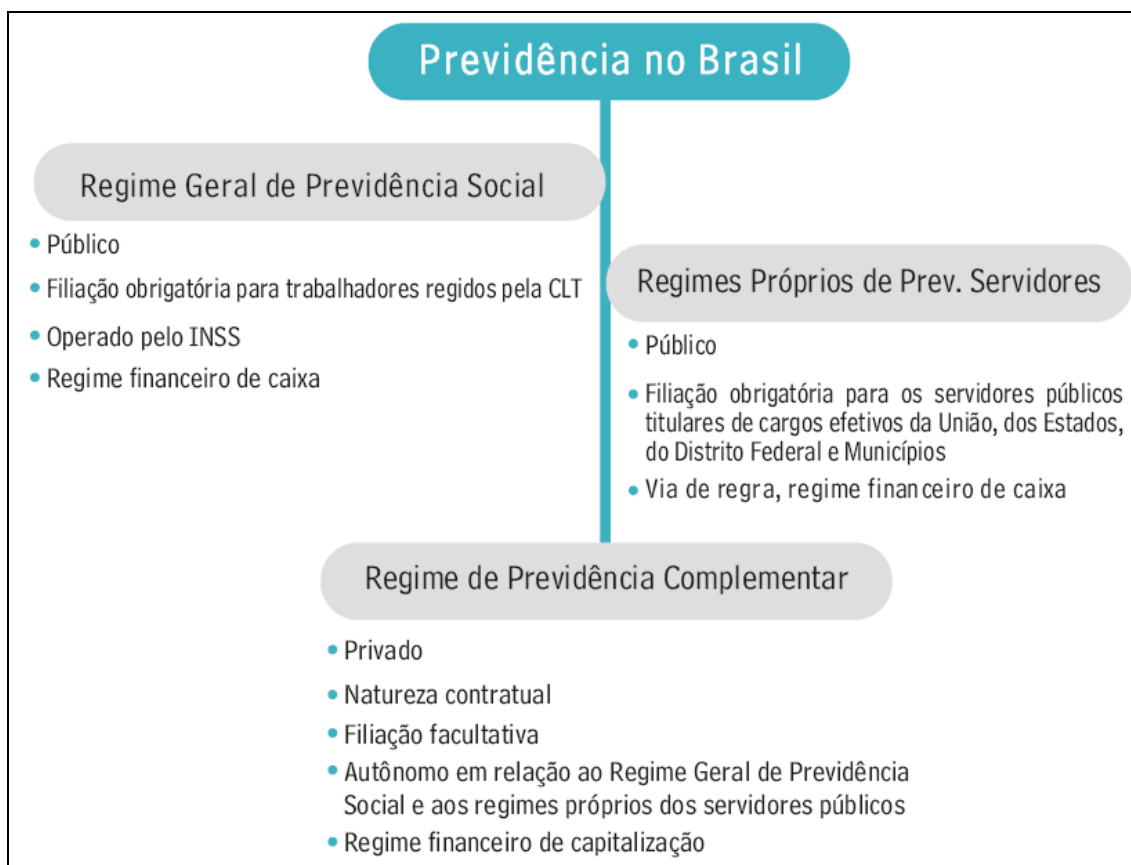 Previdência no Brasil
Regime Geral de Previdência Social
• Público
• Filiação obrigatória para trabalhadores regidos pela CLT
• Operado pelo INSS
• Regime financeiro de caixa
Regimes Próprios de Prev. Servidores
• Público
• Filiação obrigatória para os servidores públicos
titulares de cargos efetivos da União, dos Estados,
do Distrito Federal e Municípios
• Via de regra, regime financeiro de caixa
Regime de Previdência Complementar
• Privado
• Natureza contratual
• Filiação facultativa
• Autônomo em relação ao Regime Geral de Previdência
Social e aos regimes próprios dos servidores públicos
• Regime financeiro de capitalização